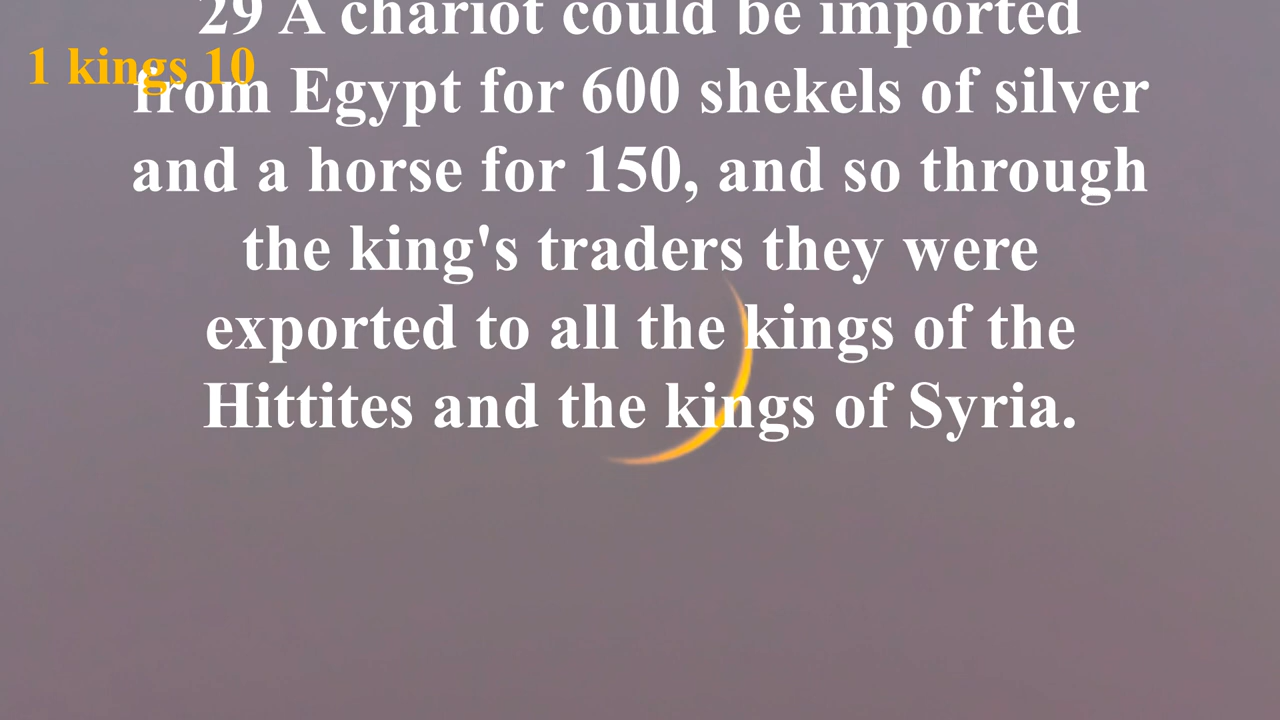 29 A chariot could be imported
1 kings 10
from Egypt for 600 shekels of silver
and a horse for 150, and so through
the king's traders they were
exported to all the kings of the
Hittites and the kings of Syria.